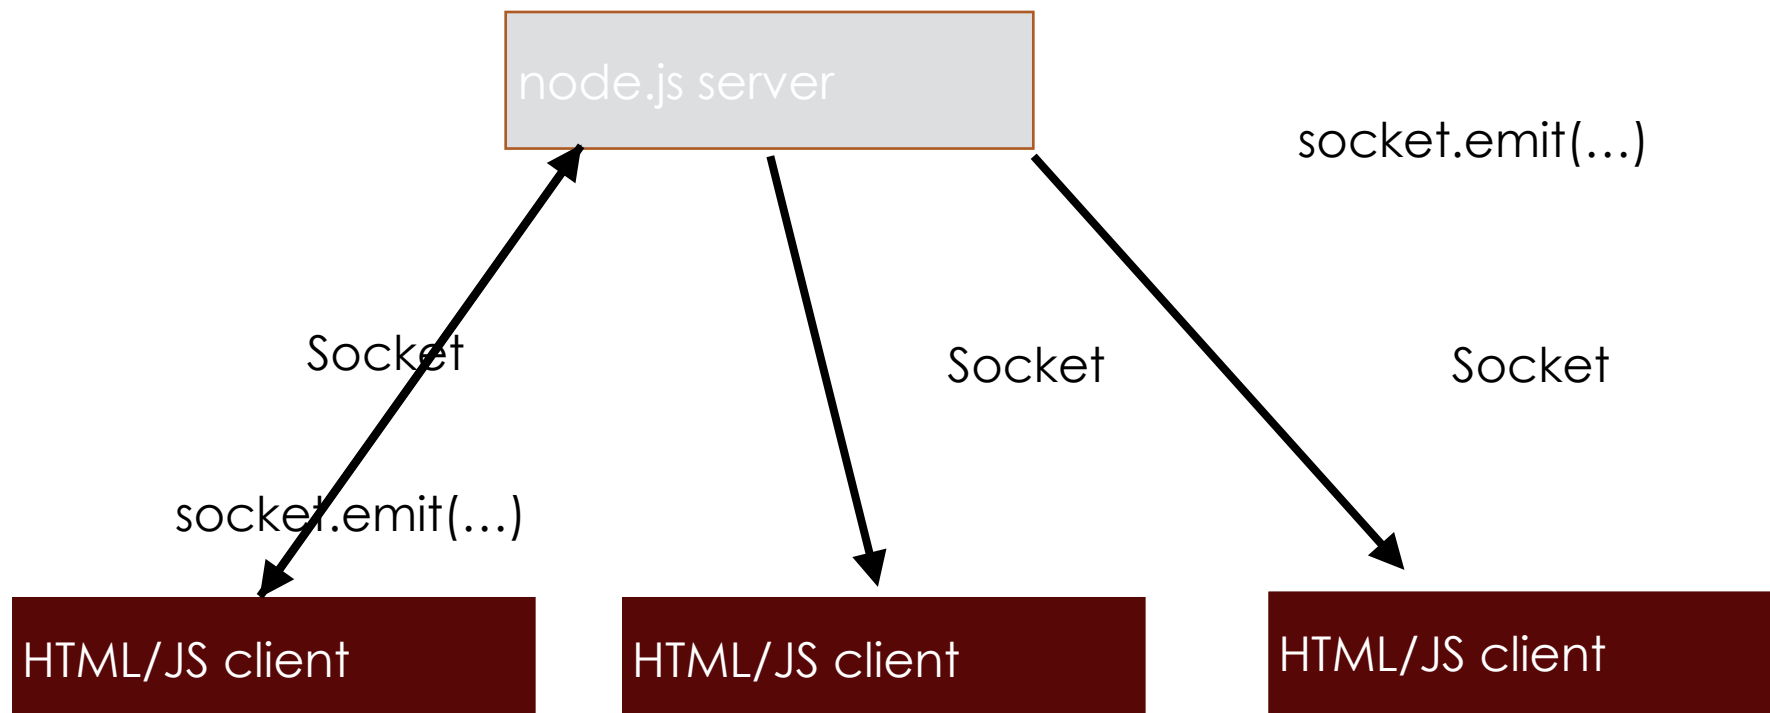 node.js server
socket.emit(…)
Socket
Socket
Socket
socket.emit(…)
HTML/JS client
HTML/JS client
HTML/JS client